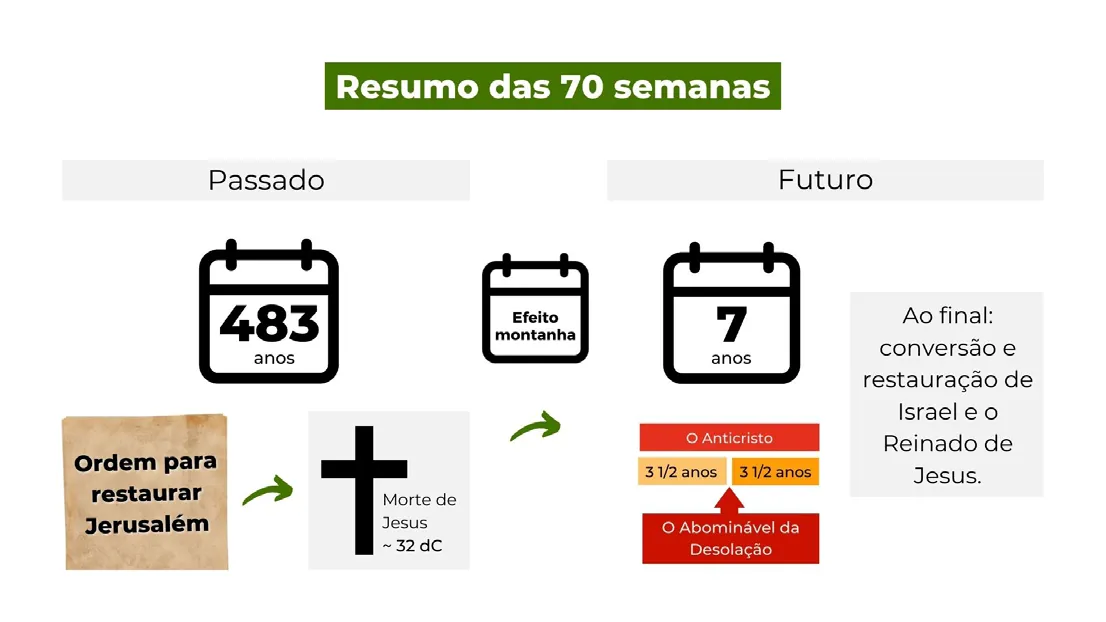 Resumo das 70 semanas
Passado
Futuro
483
anos
Efeito
montanha
7
anos
Ordem para
restaurar
Jerusalém
Morte de
Jesus
~ 32 dC
O Anticristo
3 1/2 anos
3 1/2 anos
O Abominável da
Desolação
Ao final:
conversão e
restauração de
Israel e o
Reinado de
Jesus.